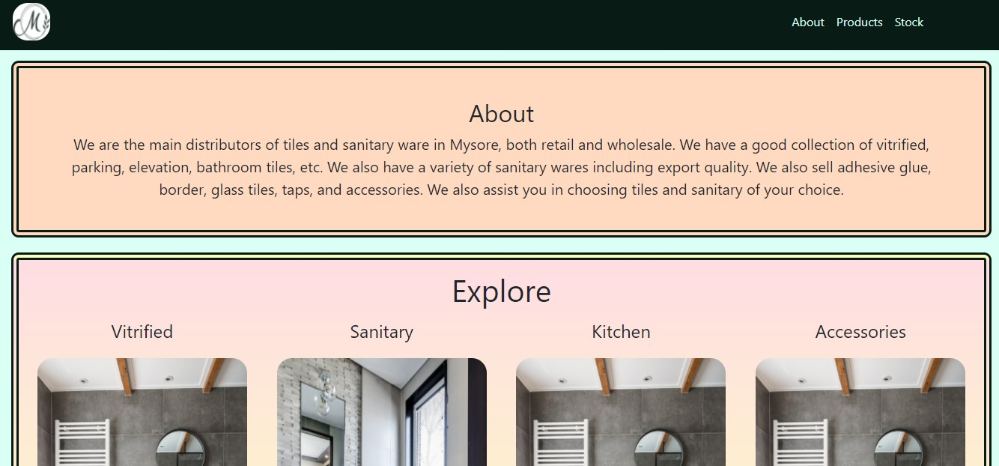 M
About Products Stock
About
We are the main distributors of tiles and sanitary ware in Mysore, both retail and wholesale. We have a good collection of vitrified,
parking, elevation, bathroom tiles, etc. We also have a variety of sanitary wares including export quality. We also sell adhesive glue,
border, glass tiles, taps, and accessories. We also assist you in choosing tiles and sanitary of your choice.
Explore
Vitrified Sanitary Kitchen Accessories